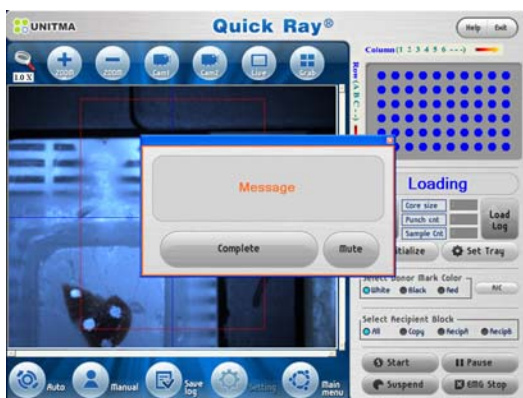 UNITMA
Quick Ray®
Help
Exit
1.0 X
ZOOM
ZOOM
Cam1
Cam2
Live
Grab
Column(1 2 3 4 5 6 ---)
Row(A B C - -)
Message
Complete
Mute
Loading
Core size
Punch cnt
Sample Cnt
Load
Log
itialize
Set Tray
Select Donor Mark Color
White
Black
Red
A/C
Select Recipient Block
All
Copy
RecipA
RecipB
Start
Pause
Suspend
EMG Stop
Auto
Manual
Save
log
Setting
Main
menu